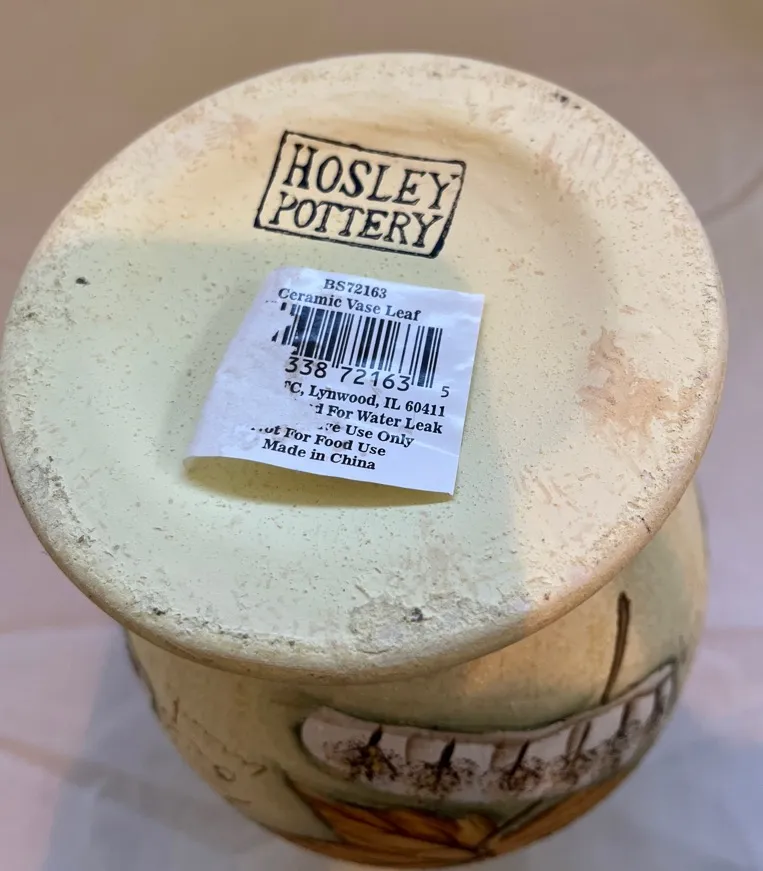 HOSLEY
POTTERY
BS72163
Ceramic Vase Leaf
338 72163 5
C, Lynwood, IL 60411
For Water Leak
Use Only
For Food Use
Made in China